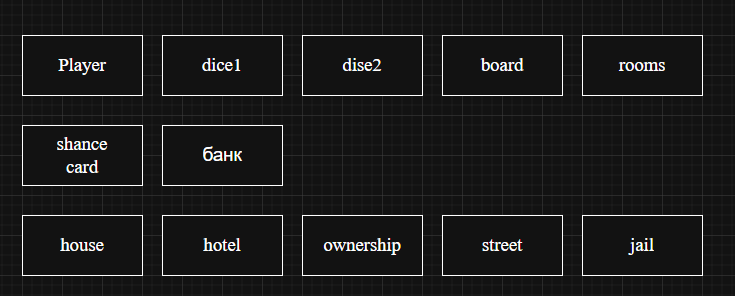 Player
dice1
dise2
board
rooms
shance
card
банк
house
hotel
ownership
street
jail